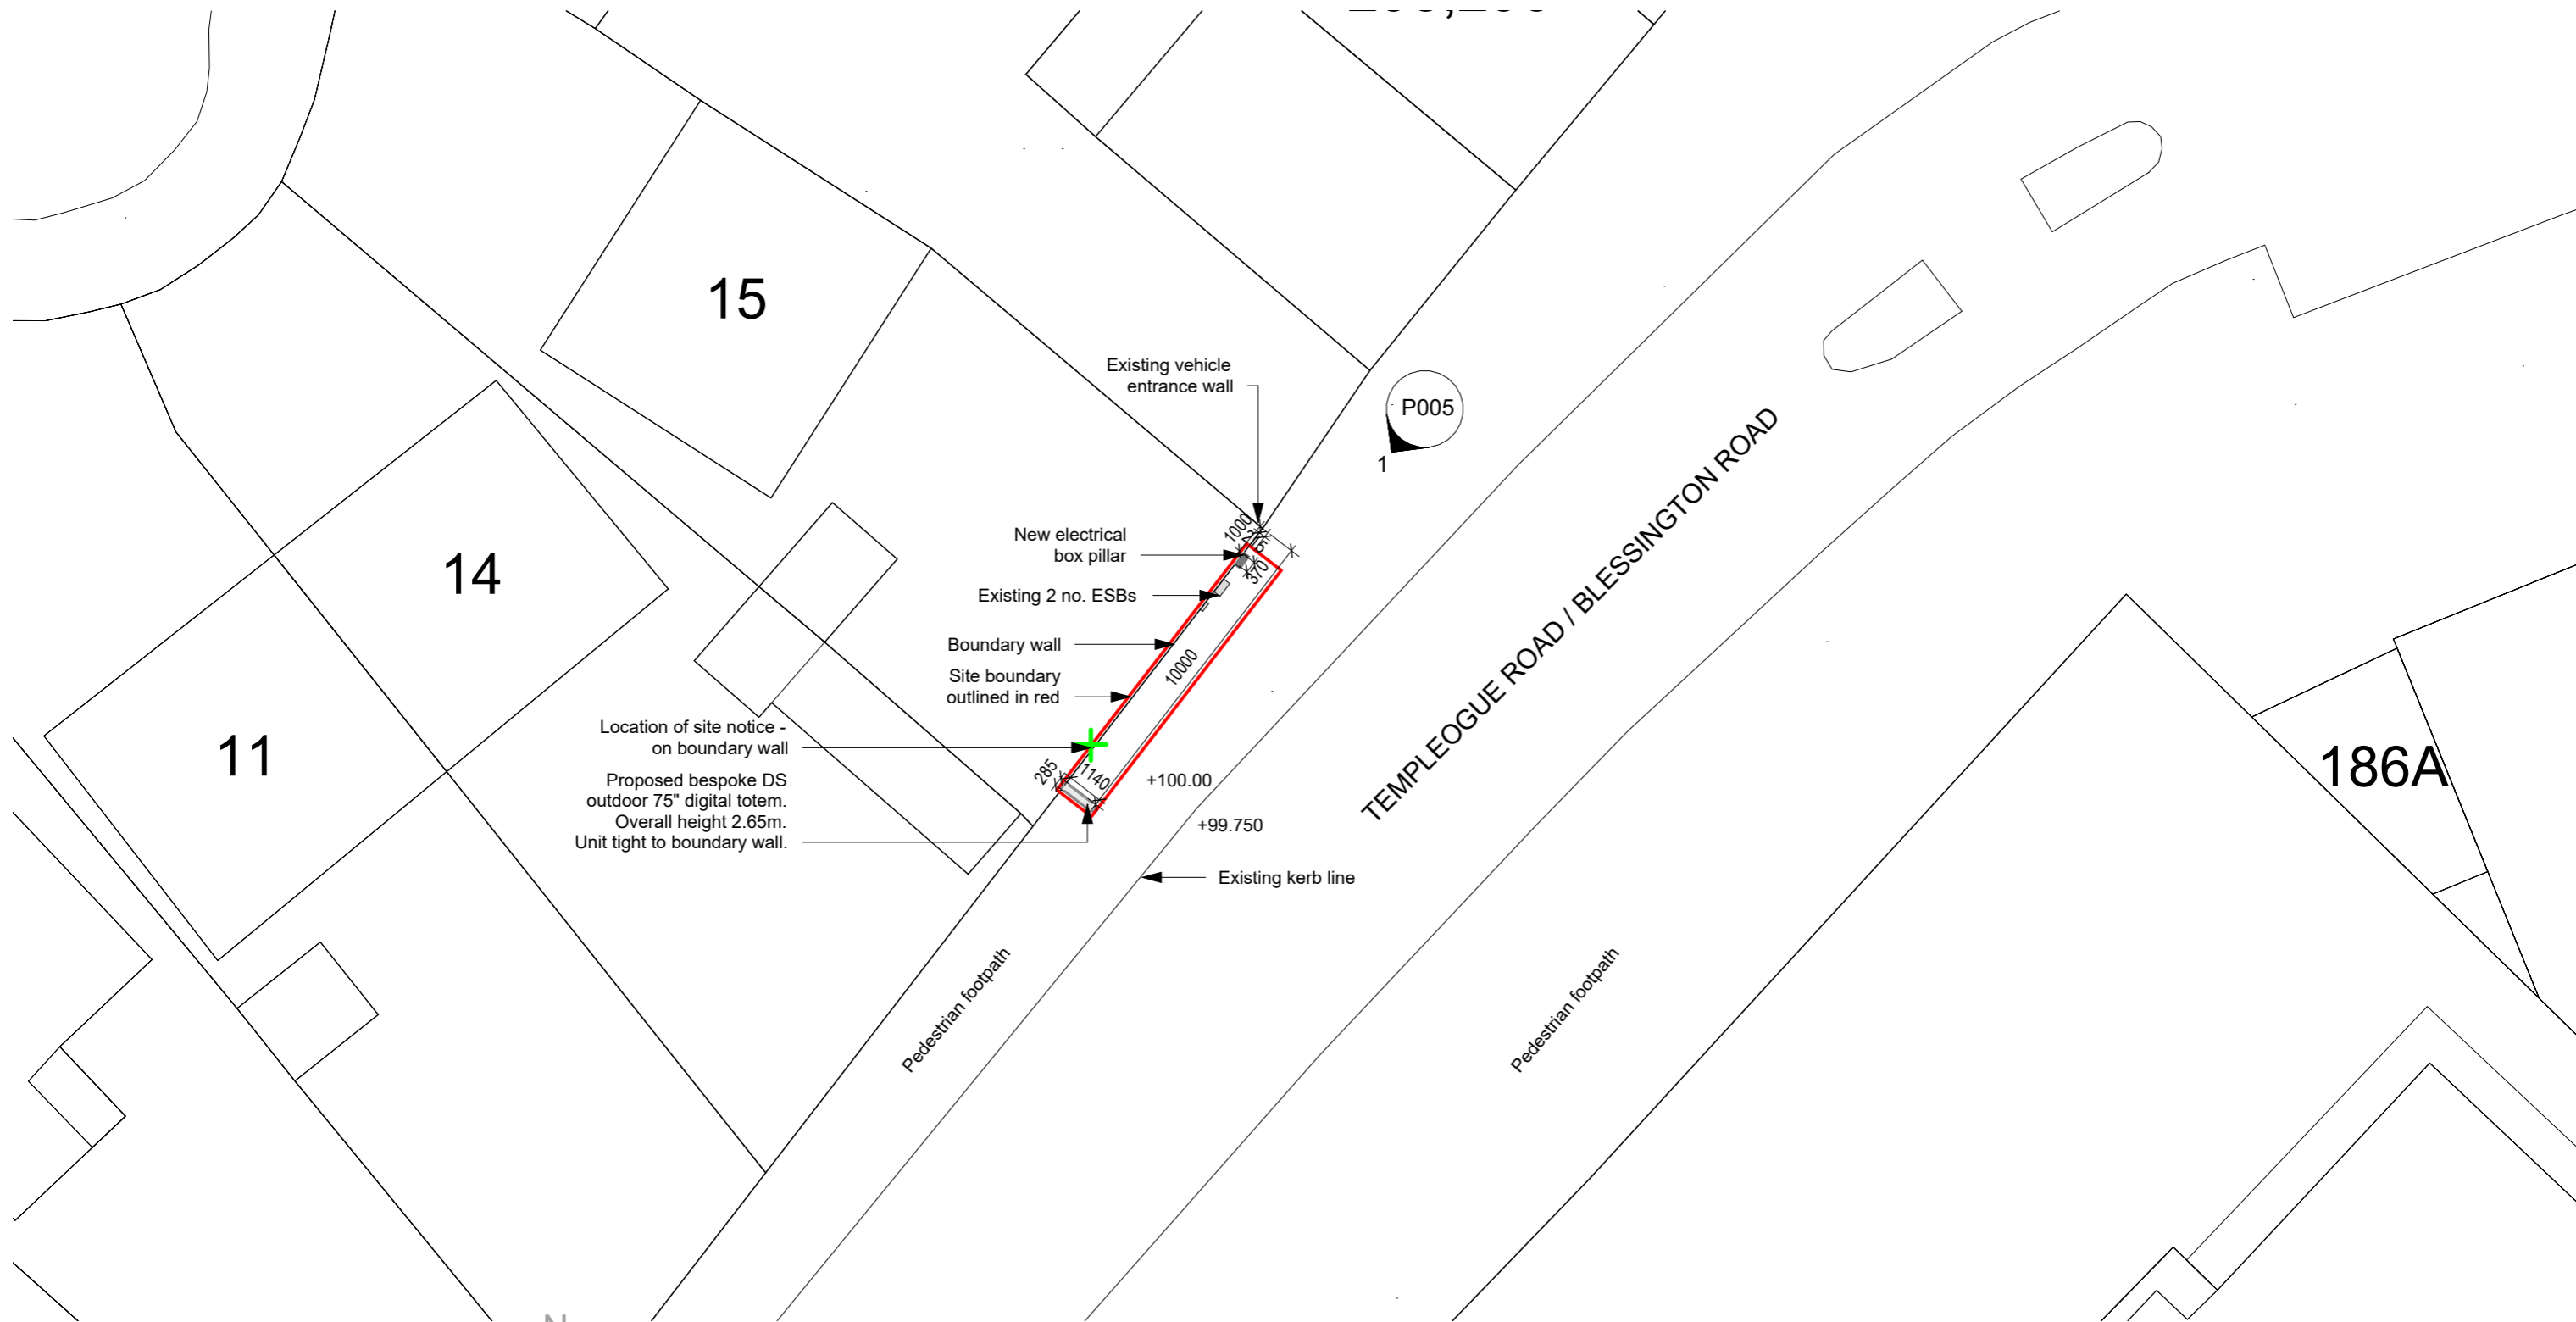 15
Existing vehicle
entrance wall
P005
1
New electrical
box pillar
1000
215
370
14
Existing 2 no. ESBs
Boundary wall
10000
Site boundary
outlined in red
TEMPLEOGUE ROAD / BLESSINGTON ROAD
11
Location of site notice -
on boundary wall
285
1140
+100.00
186A
Proposed bespoke DS
outdoor 75" digital totem.
Overall height 2.65m.
Unit tight to boundary wall.
+99.750
Existing kerb line
Pedestrian footpath
Pedestrian footpath